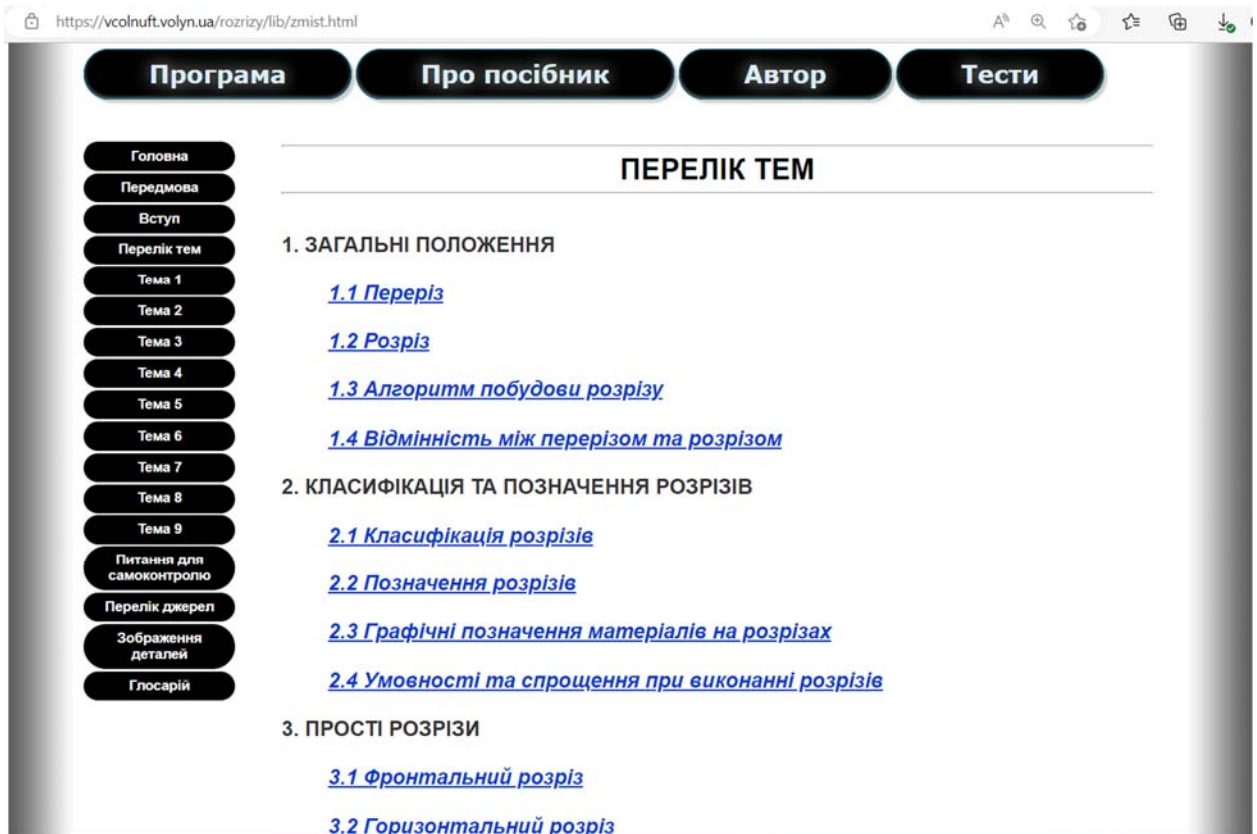 https://vcolnuft.volyn.ua/rozrizy/lib/zmist.html
Програма Про посібник Автор Тести
Головна
Передмова
Вступ
Перелік тем
Тема 1
Тема 2
Тема 3
Тема 4
Тема 5
Тема 6
Тема 7
Тема 8
Тема 9
Питання для
самоконтролю
Перелік джерел
Зображення
деталей
Глосарій
ПЕРЕЛІК ТЕМ
1. ЗАГАЛЬНІ ПОЛОЖЕННЯ
1.1 Переріз
1.2 Розріз
1.3 Алгоритм побудови розрізу
1.4 Відмінність між перерізом та розрізом
2. КЛАСИФІКАЦІЯ ТА ПОЗНАЧЕННЯ РОЗРІЗІВ
2.1 Класифікація розрізів
2.2 Позначення розрізів
2.3 Графічні позначення матеріалів на розрізах
2.4 Умовності та спрощення при виконанні розрізів
3. ПРОСТІ РОЗРІЗИ
3.1 Фронтальний розріз
3.2 Горизонтальний розріз